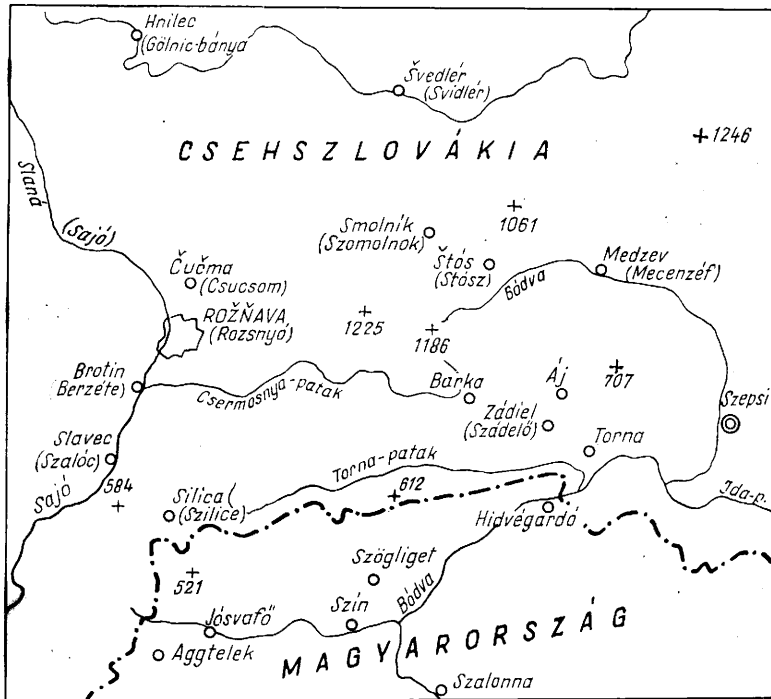 Hnilec
(Gölnic-bánya
Švedlér
(Svidlér)
CSEHSZLOVÁKIA
+ 1246
Slaná
(Sajó)
Smolník
(Szomolnok)
+
1061
Čučma
(Csucsom)
Štós
(Stósz)
Medzev
(Mecenzéf)
Bódva
ROŽŇAVA
(Rozsnyó)
+
1225
+
1186
Brotin
(Berzéte)
Csermosnya-patak
Barka
Áj
+
707
Szepsi
Zádiel
(Szádelő)
Slavec
(Szalóc)
Torna
Torna-patak
584
+
Sajó
Silica(
(Szilice)
+ 612
Ida-p.
Hidvégardó
Szögliget
+
521
Bódva
Jósvafő
Szín
Aggtelek
MAGYARORSZÁG
Szalonna